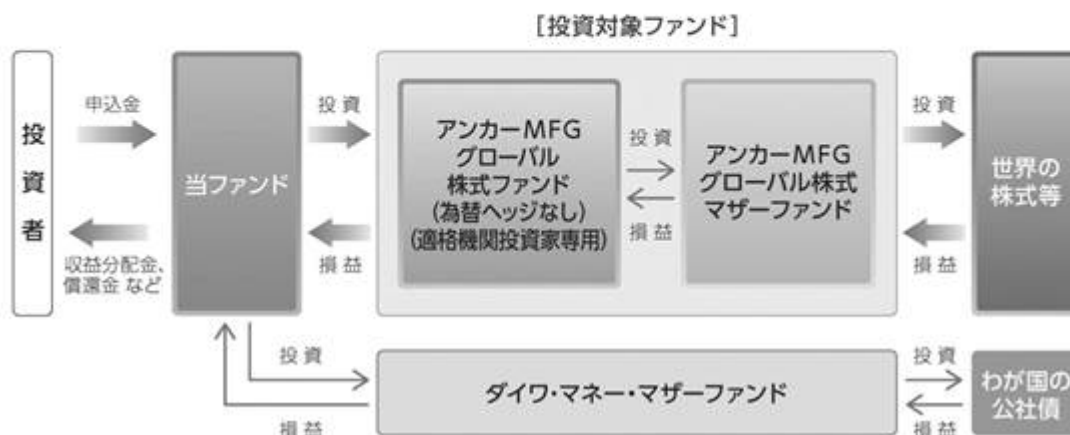 [投資対象ファンド]
投資者
申込金
収益分配金、
償還金 など
当ファンド
投資
損益
アンカーMFG
グローバル
株式ファンド
(為替ヘッジなし)
(適格機関投資家専用)
投資
損益
アンカーMFG
グローバル株式
マザーファンド
投資
損益
世界の
株式等
投資
損益
ダイワ・マネー・マザーファンド
投資
損益
わが国の
公社債